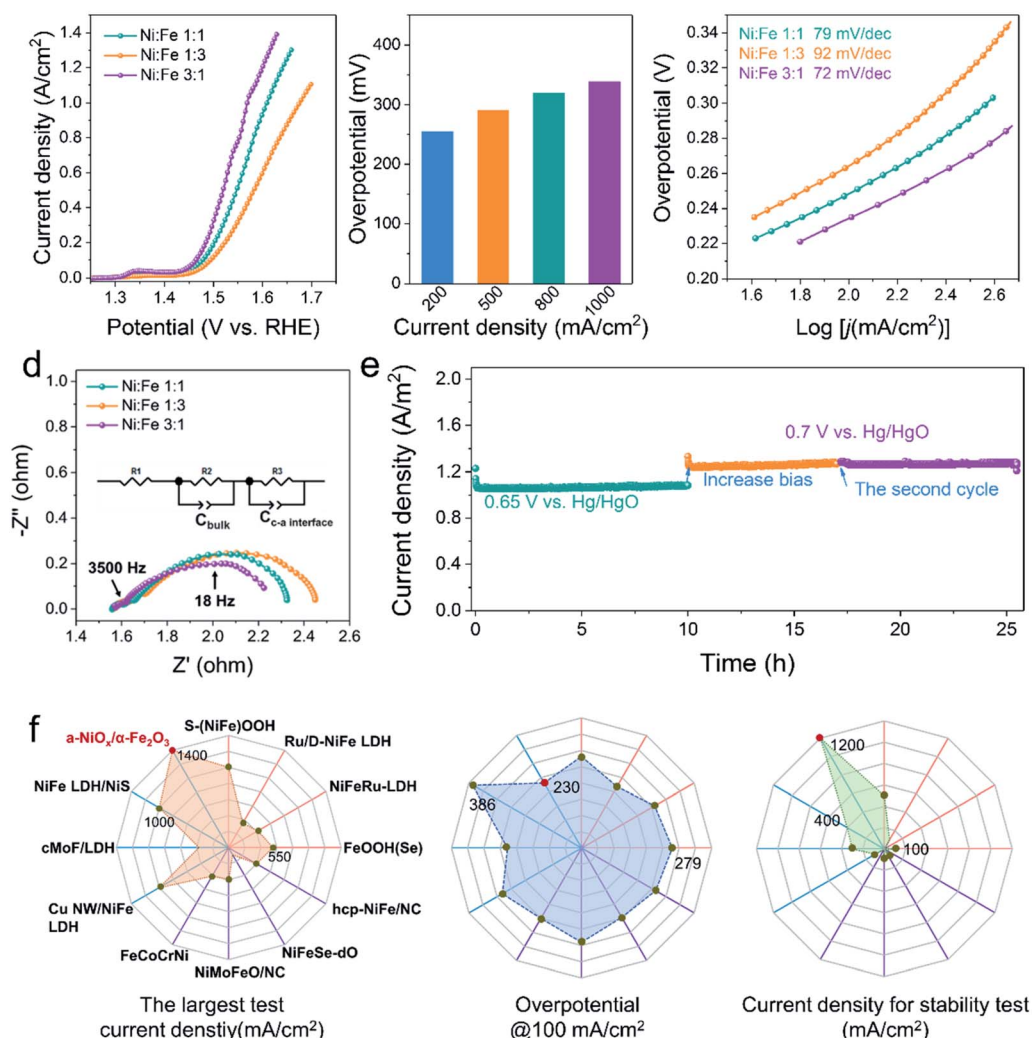 Ni:Fe 1:1
Ni:Fe 1:3
Ni:Fe 3:1
1.4
1.2
1.0
0.8
0.6
0.4
0.2
0.0
Current density (A/cm²)
1.3
1.4
1.5
1.6
1.7
Potential (V vs. RHE)
400
300
200
100
0
Overpotential
(mV)
200
500
800
1000
Current density (mA/cm²)
Ni:Fe 1:1 79 mV/dec
Ni:Fe 1:3 92 mV/dec
Ni:Fe 3:1 72 mV/dec
0.34
0.32
0.30
0.28
0.26
0.24
0.22
0.20
Overpotential (V)
1.6
1.8
2.0
2.2
2.4
2.6
Log [j(mA/cm²)]
d
Ni:Fe 1:1
Ni:Fe 1:3
Ni:Fe 3:1
1.0
0.8
0.6
0.4
0.2
0.0
-Z'' (ohm)
R1
R2
R3
Cbulk
Cc-a interface
3500 Hz
18 Hz
1.4
1.6
1.8
2.0
2.2
2.4
2.6
Z' (ohm)
e
2.0
1.6
1.2
0.8
0.4
0.0
Current density (A/m²)
0.65 V vs. Hg/HgO
Increase bias
0.7 V vs. Hg/HgO
The second cycle
0
5
10
15
20
25
Time (h)
f
a-NiOx/α-Fe2O3
S-(NiFe)OOH
Ru/D-NiFe LDH
NiFeRu-LDH
FeOOH(Se)
hcp-NiFe/NC
NiFeSe-dO
NiMoFeO/NC
FeCoCrNi
Cu NW/NiFe
LDH
cMoF/LDH
NiFe LDH/NiS
1400
1000
550
The largest test
current denstiy(mA/cm²)
386
230
279
Overpotential
@100 mA/cm²
1200
400
100
Current density for stability test
(mA/cm²)